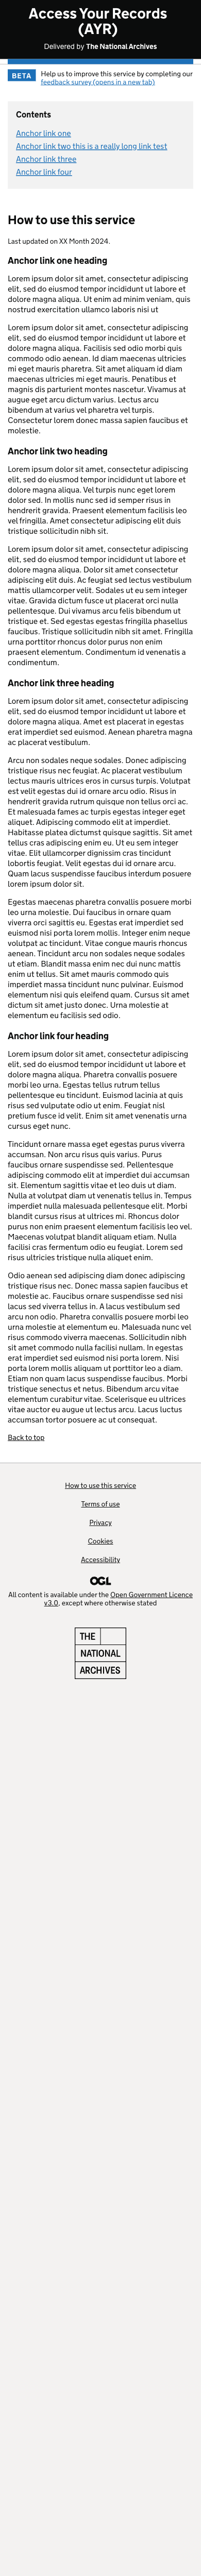 Access Your Records
(AYR)
Delivered by The National Archives
BETA
Help us to improve this service by completing our
feedback survey (opens in a new tab)
Contents
Anchor link one
Anchor link two this is a really long link test
Anchor link three
Anchor link four
How to use this service
Last updated on XX Month 2024.
Anchor link one heading
Lorem ipsum dolor sit amet, consectetur adipiscing
elit, sed do eiusmod tempor incididunt ut labore et
dolore magna aliqua. Ut enim ad minim veniam, quis
nostrud exercitation ullamco laboris nisi ut
Lorem ipsum dolor sit amet, consectetur adipiscing
elit, sed do eiusmod tempor incididunt ut labore et
dolore magna aliqua. Facilisis sed odio morbi quis
commodo odio aenean. Id diam maecenas ultricies
mi eget mauris pharetra. Sit amet aliquam id diam
maecenas ultricies mi eget mauris. Penatibus et
magnis dis parturient montes nascetur. Vivamus at
augue eget arcu dictum varius. Lectus arcu
bibendum at varius vel pharetra vel turpis.
Consectetur lorem donec massa sapien faucibus et
molestie.
Anchor link two heading
Lorem ipsum dolor sit amet, consectetur adipiscing
elit, sed do eiusmod tempor incididunt ut labore et
dolore magna aliqua. Vel turpis nunc eget lorem
dolor sed. In mollis nunc sed id semper risus in
hendrerit gravida. Praesent elementum facilisis leo
vel fringilla. Amet consectetur adipiscing elit duis
tristique sollicitudin nibh sit.
Lorem ipsum dolor sit amet, consectetur adipiscing
elit, sed do eiusmod tempor incididunt ut labore et
dolore magna aliqua. Dolor sit amet consectetur
adipiscing elit duis. Ac feugiat sed lectus vestibulum
mattis ullamcorper velit. Sodales ut eu sem integer
vitae. Gravida dictum fusce ut placerat orci nulla
pellentesque. Dui vivamus arcu felis bibendum ut
tristique et. Sed egestas egestas fringilla phasellus
faucibus. Tristique sollicitudin nibh sit amet. Fringilla
urna porttitor rhoncus dolor purus non enim
praesent elementum. Condimentum id venenatis a
condimentum.
Anchor link three heading
Lorem ipsum dolor sit amet, consectetur adipiscing
elit, sed do eiusmod tempor incididunt ut labore et
dolore magna aliqua. Amet est placerat in egestas
erat imperdiet sed euismod. Aenean pharetra magna
ac placerat vestibulum.
Arcu non sodales neque sodales. Donec adipiscing
tristique risus nec feugiat. Ac placerat vestibulum
lectus mauris ultrices eros in cursus turpis. Volutpat
est velit egestas dui id ornare arcu odio. Risus in
hendrerit gravida rutrum quisque non tellus orci ac.
Et malesuada fames ac turpis egestas integer eget
aliquet. Adipiscing commodo elit at imperdiet.
Habitasse platea dictumst quisque sagittis. Sit amet
tellus cras adipiscing enim eu. Ut eu sem integer
vitae. Elit ullamcorper dignissim cras tincidunt
lobortis feugiat. Velit egestas dui id ornare arcu.
Quam lacus suspendisse faucibus interdum posuere
lorem ipsum dolor sit.
Egestas maecenas pharetra convallis posuere morbi
leo urna molestie. Dui faucibus in ornare quam
viverra orci sagittis eu. Egestas erat imperdiet sed
euismod nisi porta lorem mollis. Integer enim neque
volutpat ac tincidunt. Vitae congue mauris rhoncus
aenean. Tincidunt arcu non sodales neque sodales
ut etiam. Blandit massa enim nec dui nunc mattis
enim ut tellus. Sit amet mauris commodo quis
imperdiet massa tincidunt nunc pulvinar. Euismod
elementum nisi quis eleifend quam. Cursus sit amet
dictum sit amet justo donec. Urna molestie at
elementum eu facilisis sed odio.
Anchor link four heading
Lorem ipsum dolor sit amet, consectetur adipiscing
elit, sed do eiusmod tempor incididunt ut labore et
dolore magna aliqua. Pharetra convallis posuere
morbi leo urna. Egestas tellus rutrum tellus
pellentesque eu tincidunt. Euismod lacinia at quis
risus sed vulputate odio ut enim. Feugiat nisl
pretium fusce id velit. Enim sit amet venenatis urna
cursus eget nunc.
Tincidunt ornare massa eget egestas purus viverra
accumsan. Non arcu risus quis varius. Purus
faucibus ornare suspendisse sed. Pellentesque
adipiscing commodo elit at imperdiet dui accumsan
sit. Elementum sagittis vitae et leo duis ut diam.
Nulla at volutpat diam ut venenatis tellus in. Tempus
imperdiet nulla malesuada pellentesque elit. Morbi
blandit cursus risus at ultrices mi. Rhoncus dolor
purus non enim praesent elementum facilisis leo vel.
Maecenas volutpat blandit aliquam etiam. Nulla
facilisi cras fermentum odio eu feugiat. Lorem sed
risus ultricies tristique nulla aliquet enim.
Odio aenean sed adipiscing diam donec adipiscing
tristique risus nec. Donec massa sapien faucibus et
molestie ac. Faucibus ornare suspendisse sed nisi
lacus sed viverra tellus in. A lacus vestibulum sed
arcu non odio. Pharetra convallis posuere morbi leo
urna molestie at elementum eu. Malesuada nunc vel
risus commodo viverra maecenas. Sollicitudin nibh
sit amet commodo nulla facilisi nullam. In egestas
erat imperdiet sed euismod nisi porta lorem. Nisi
porta lorem mollis aliquam ut porttitor leo a diam.
Etiam non quam lacus suspendisse faucibus. Morbi
tristique senectus et netus. Bibendum arcu vitae
elementum curabitur vitae. Scelerisque eu ultrices
vitae auctor eu augue ut lectus arcu. Lacus luctus
accumsan tortor posuere ac ut consequat.
Back to top
How to use this service
Terms of use
Privacy
Cookies
Accessibility
OGL
All content is available under the Open Government Licence
v3.0, except where otherwise stated
THE
NATIONAL
ARCHIVES